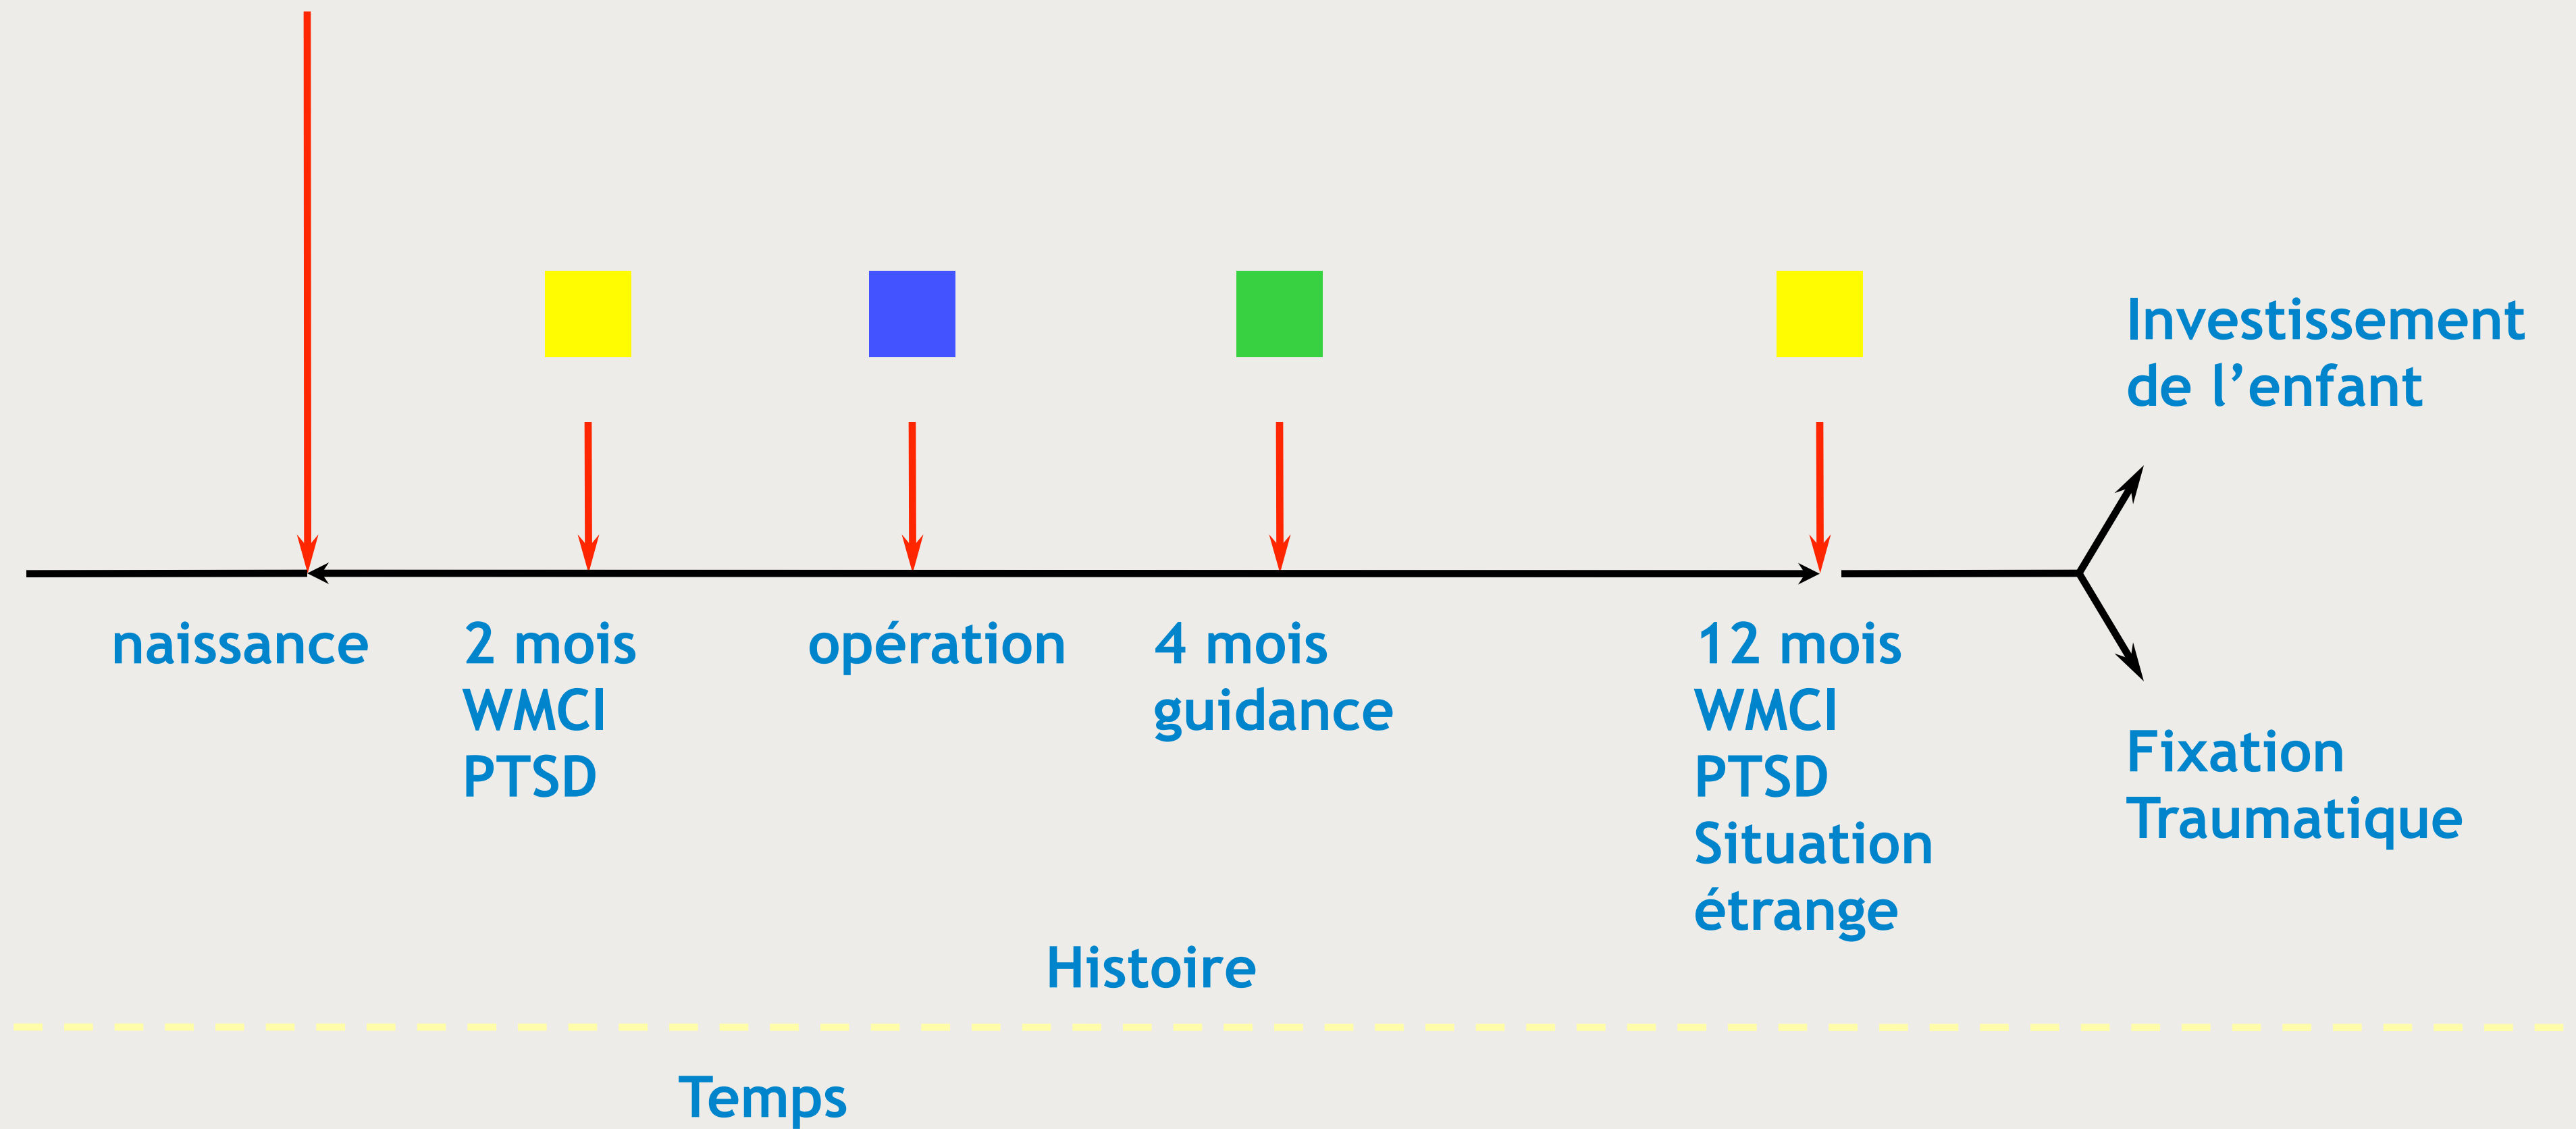 Investissement
de l’enfant
naissance
2 mois
WMCI
PTSD
opération
4 mois
guidance
12 mois
WMCI
PTSD
Situation
étrange
Fixation
Traumatique
Histoire
Temps